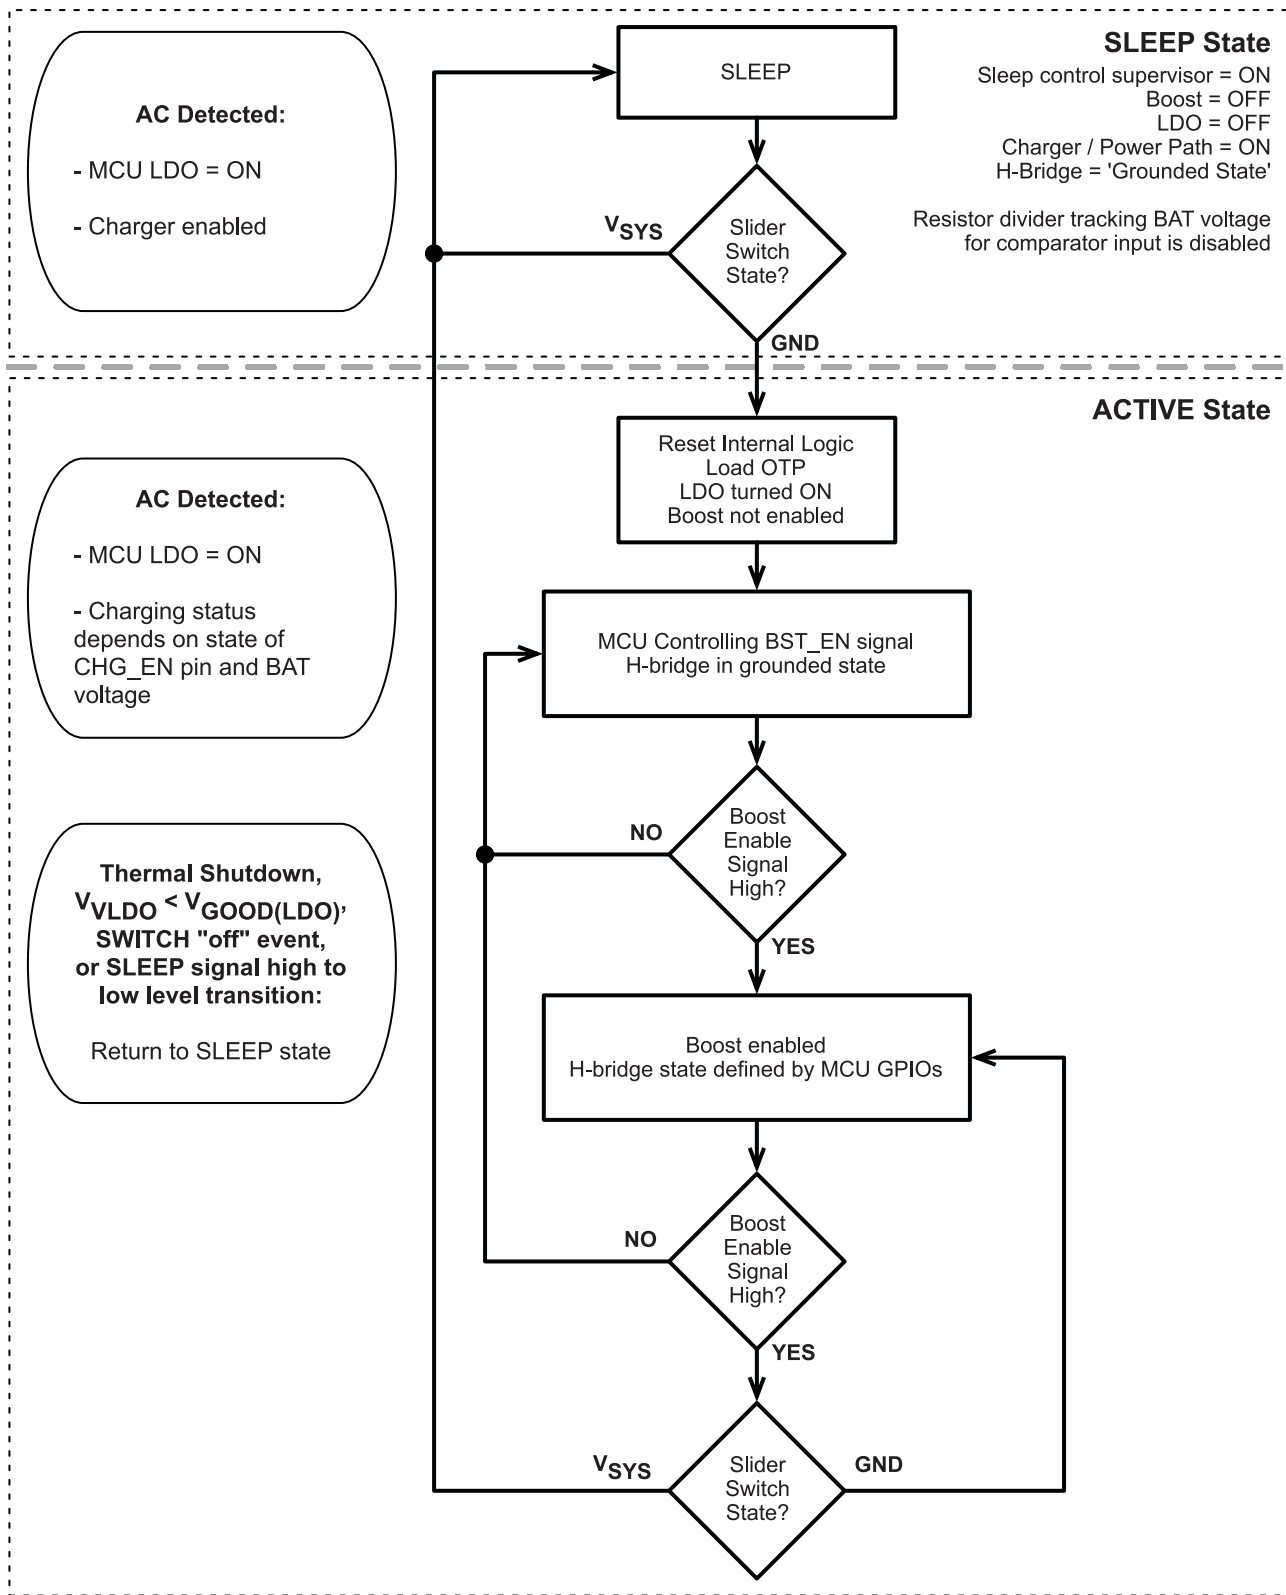 SLEEP State
Sleep control supervisor = ON
Boost = OFF
LDO = OFF
Charger / Power Path = ON
H-Bridge = 'Grounded State'
Resistor divider tracking BAT voltage
for comparator input is disabled
AC Detected:
- MCU LDO = ON
- Charger enabled
SLEEP
VSYS
Slider
Switch
State?
GND
ACTIVE State
Reset Internal Logic
Load OTP
LDO turned ON
Boost not enabled
AC Detected:
- MCU LDO = ON
- Charging status
depends on state of
CHG_EN pin and BAT
voltage
MCU Controlling BST_EN signal
H-bridge in grounded state
NO
Boost
Enable
Signal
High?
YES
Thermal Shutdown,
VVLDO < VGOOD(LDO),
SWITCH "off" event,
or SLEEP signal high to
low level transition:
Return to SLEEP state
Boost enabled
H-bridge state defined by MCU GPIOs
NO
Boost
Enable
Signal
High?
YES
VSYS
Slider
Switch
State?
GND